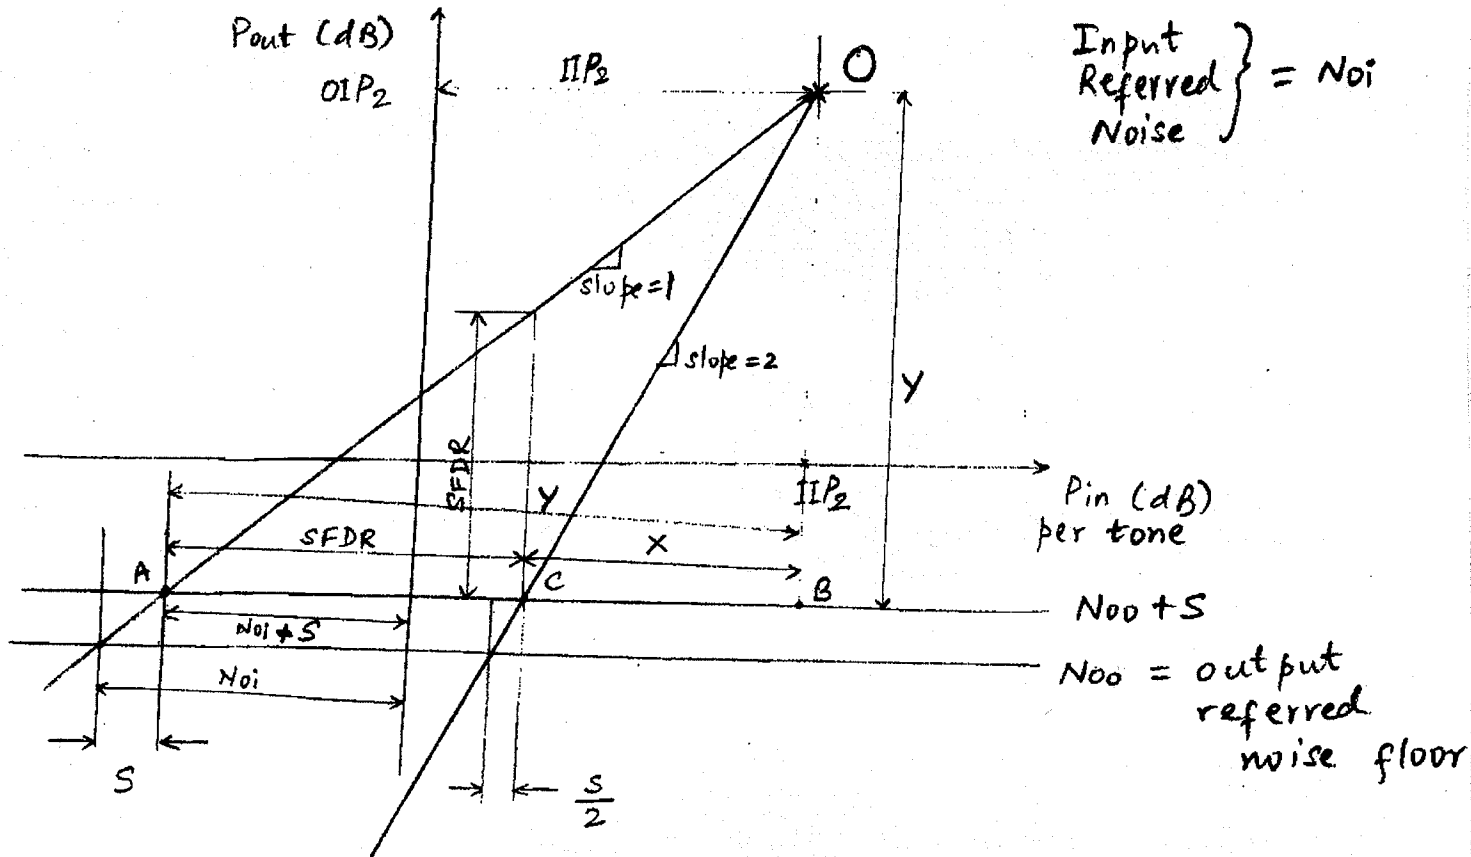 Pout (dB)
OIP2
IIP2
O
Input
Referred
Noise
} = Noi
slope=1
slope=2
Y
SFDR
IIP2
Pin (dB)
per tone
Y
SFDR
X
A
C
B
Noo + S
Noi + S
Noi
Noo = output
referred
noise floor
S
S
2